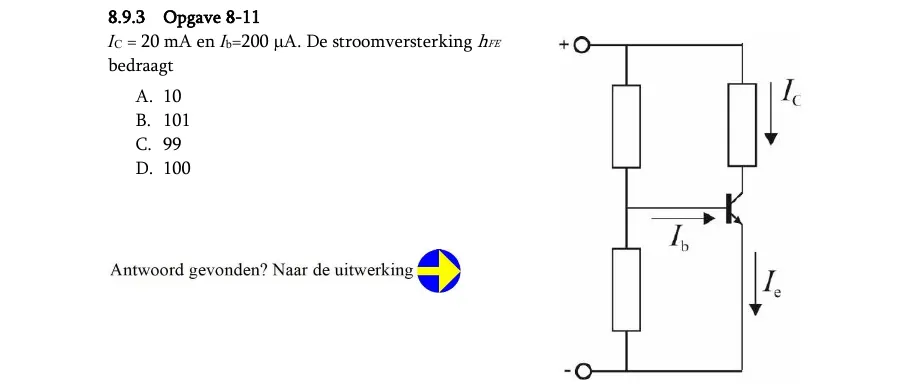 8.9.3 Opgave 8-11
IC = 20 mA en Ib=200 μA. De stroomversterking hFE
bedraagt
A. 10
B. 101
C. 99
D. 100
Antwoord gevonden? Naar de uitwerking
+
IC
Ib
Ie
-